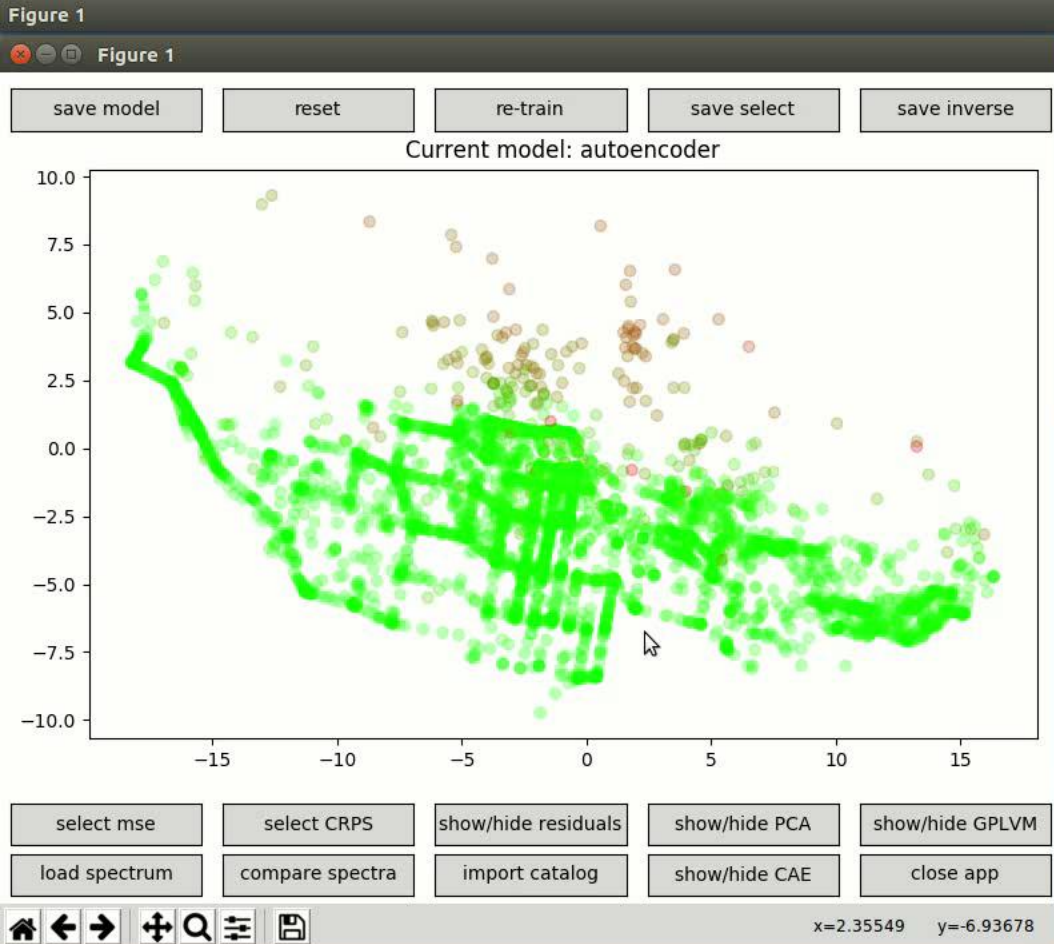 Figure 1
Figure 1
save model reset re-train save select save inverse
Current model: autoencoder
10.0
7.5
5.0
2.5
0.0
−2.5
−5.0
−7.5
−10.0
−15 −10 −5 0 5 10 15
select mse select CRPS show/hide residuals show/hide PCA show/hide GPLVM
load spectrum compare spectra import catalog show/hide CAE close app
x=2.35549 y=-6.93678